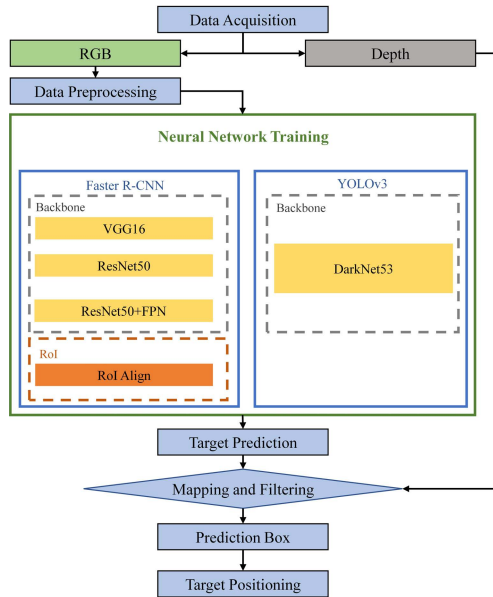 Data Acquisition
RGB
Depth
Data Preprocessing
Neural Network Training
Faster R-CNN
Backbone
VGG16
ResNet50
ResNet50+FPN
RoI
RoI Align
YOLOv3
Backbone
DarkNet53
Target Prediction
Mapping and Filtering
Prediction Box
Target Positioning